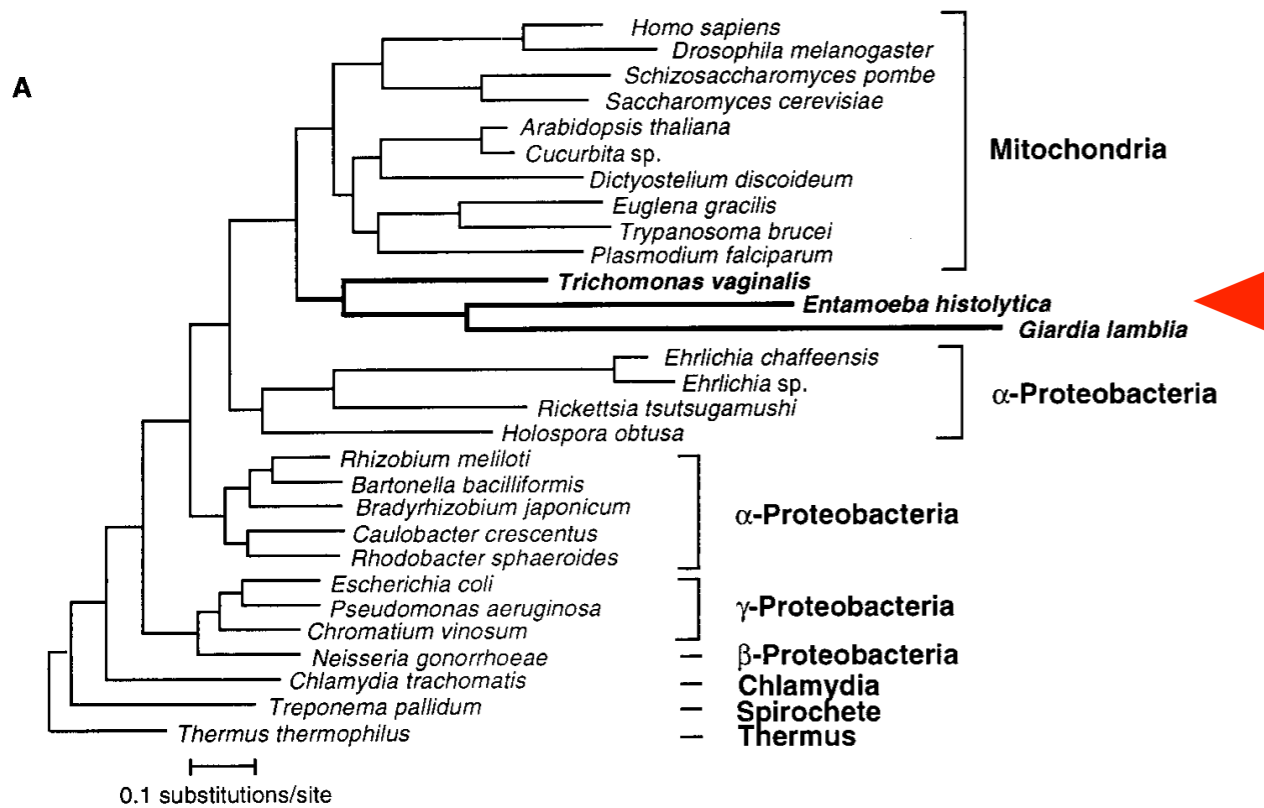 A
Homo sapiens
Drosophila melanogaster
Schizosaccharomyces pombe
Saccharomyces cerevisiae
Arabidopsis thaliana
Cucurbita sp.
Dictyostelium discoideum
Euglena gracilis
Trypanosoma brucei
Plasmodium falciparum
Mitochondria
Trichomonas vaginalis
Entamoeba histolytica
Giardia lamblia
Ehrlichia chaffeensis
Ehrlichia sp.
Rickettsia tsutsugamushi
Holospora obtusa
α-Proteobacteria
Rhizobium meliloti
Bartonella bacilliformis
Bradyrhizobium japonicum
Caulobacter crescentus
Rhodobacter sphaeroides
α-Proteobacteria
Escherichia coli
Pseudomonas aeruginosa
Chromatium vinosum
γ-Proteobacteria
Neisseria gonorrhoeae
β-Proteobacteria
Chlamydia trachomatis
Chlamydia
Treponema pallidum
Spirochete
Thermus thermophilus
Thermus
0.1 substitutions/site